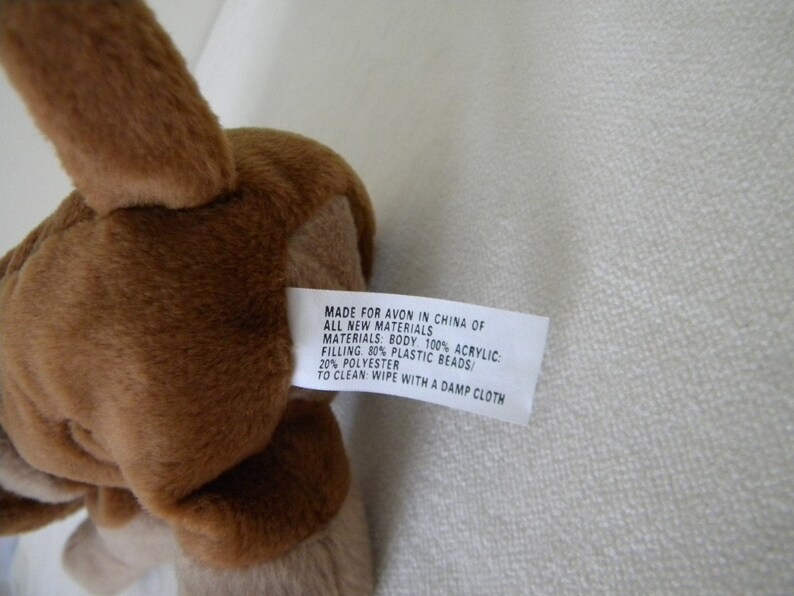 MADE FOR AVON IN CHINA OF
ALL NEW MATERIALS
MATERIALS: BODY. 100% ACRYLIC:
FILLING. 80% PLASTIC BEADS/
20% POLYESTER
TO CLEAN: WIPE WITH A DAMP CLOTH